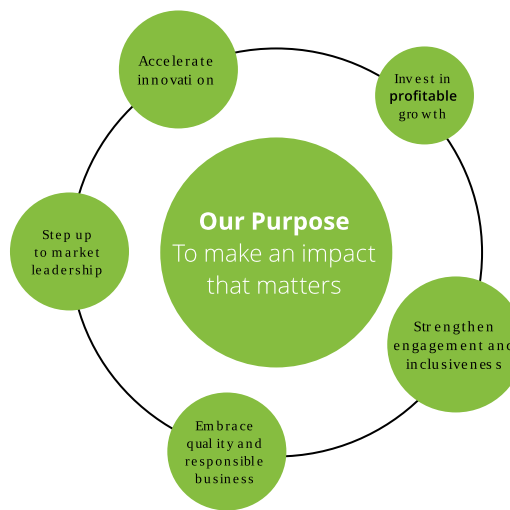 Accelerate
innovation
Invest in
profitable
growth
Our Purpose
To make an impact
that matters
Step up
to market
leadership
Strengthen
engagement and
inclusiveness
Embrace
quality and
responsible
business